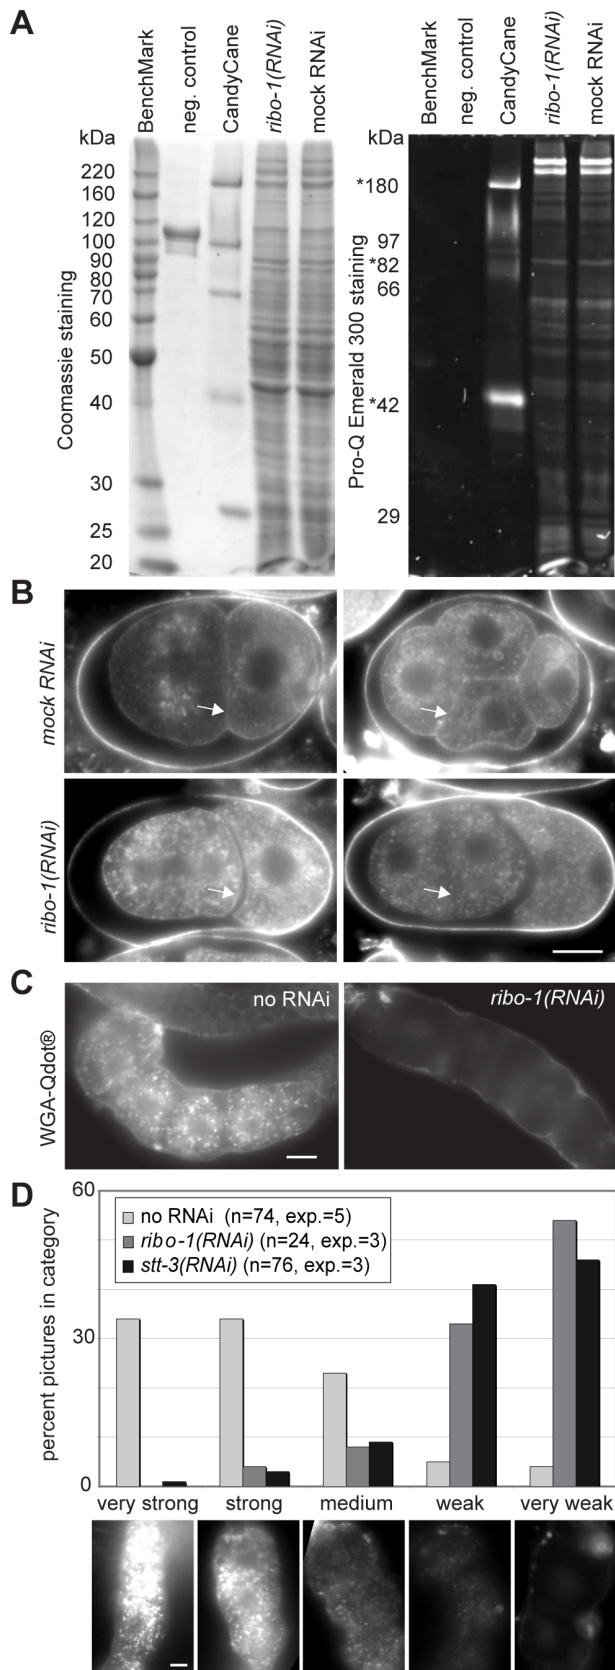 A
BenchMark
neg. control
CandyCane
ribo-1(RNAi)
mock RNAi
BenchMark
neg. control
CandyCane
ribo-1(RNAi)
mock RNAi
kDa
220
160
120
100
90
80
70
60
50
40
30
25
20
Coomassie staining
kDa
*180
97
*82
66
*42
29
Pro-Q Emerald 300 staining
B
mock RNAi
ribo-1(RNAi)
C
WGA-Qdot®
no RNAi
ribo-1(RNAi)
D
percent pictures in category
60
30
0
no RNAi (n=74, exp.=5)
ribo-1(RNAi) (n=24, exp.=3)
stt-3(RNAi) (n=76, exp.=3)
very strong
strong
medium
weak
very weak